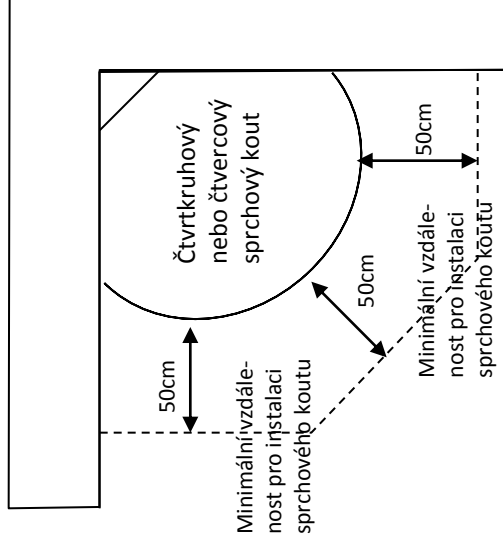 Čtvrtkruhový
nebo čtvercový
sprchový kout
50cm
50cm
50cm
Minimální vzdále-
nost pro instalaci
sprchového koutu
Minimální vzdále-
nost pro instalaci
sprchového koutu